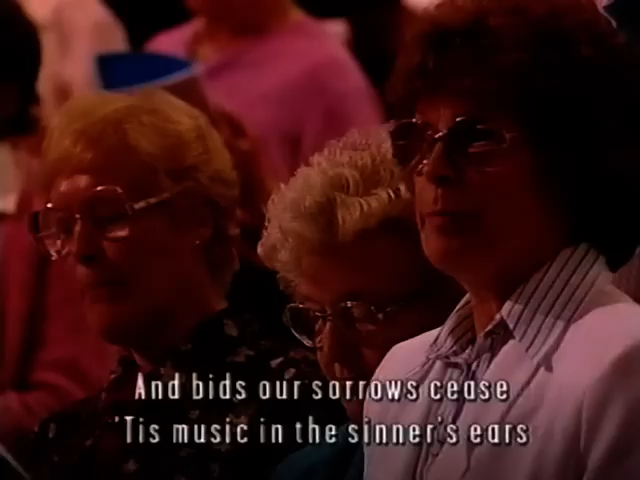 And bids our sorrows cease
'Tis music in the sinner's ears